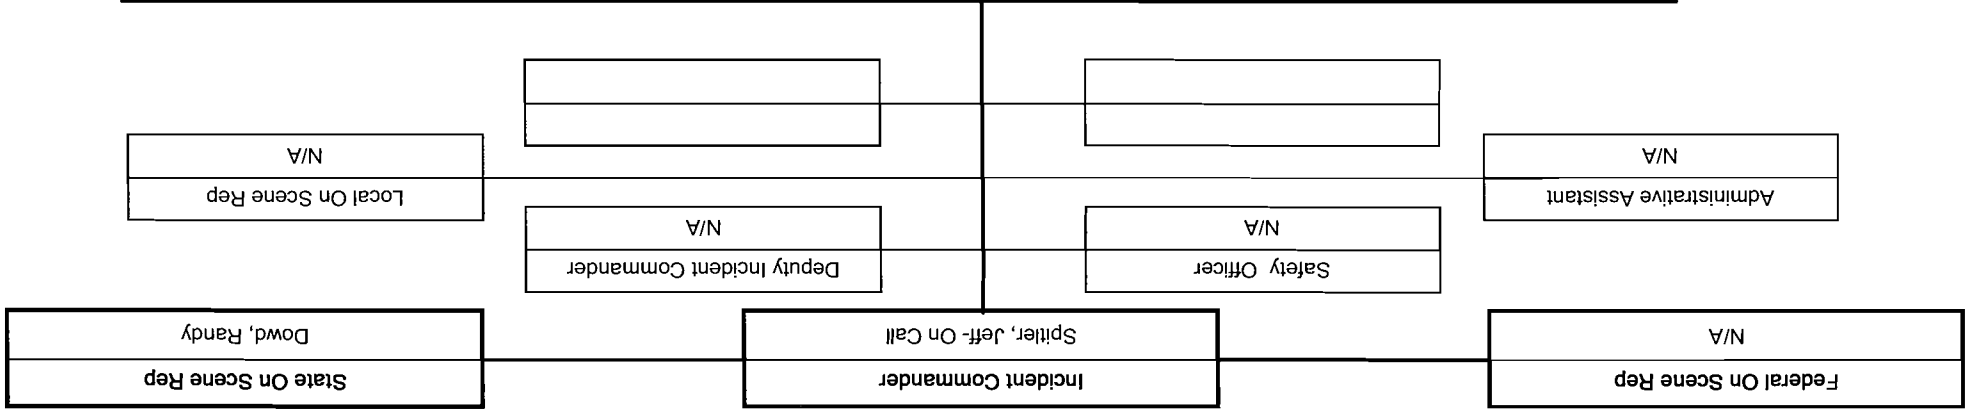 Federal On Scene Rep
N/A
Incident Commander
Spitler, Jeff- On Call
State On Scene Rep
Dowd, Randy
Safety Officer
N/A
Deputy Incident Commander
N/A
Administrative Assistant
N/A
Local On Scene Rep
N/A